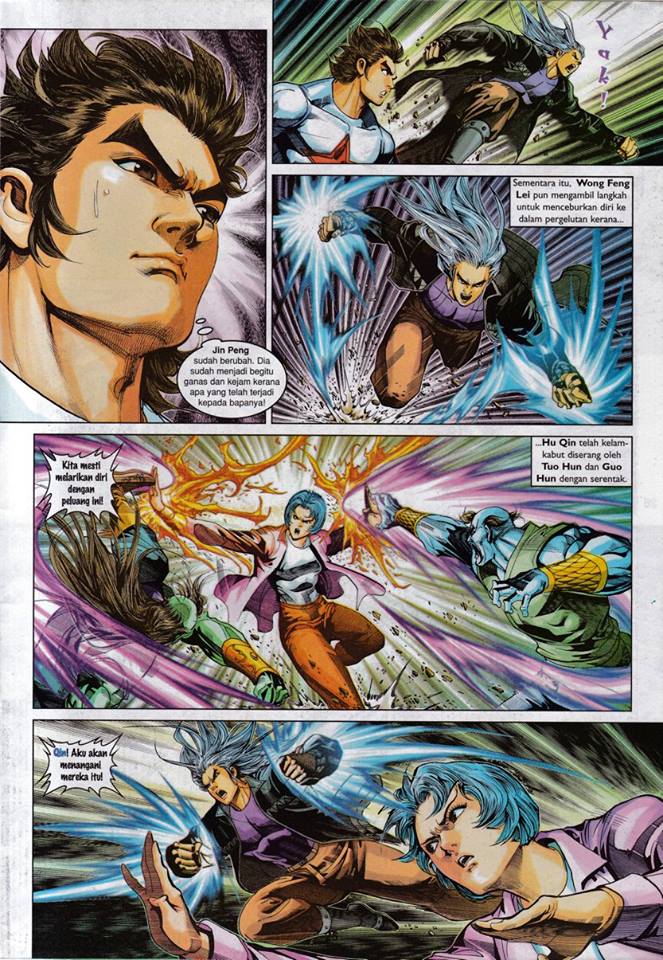 Yak!
Jin Peng
sudah berubah. Dia
sudah menjadi begitu
ganas dan kejam kerana
apa yang telah terjadi
kepada bapanya!
Sementara itu, Wong Feng
Lei pun mengambil langkah
untuk menceburkan diri ke
dalam pergelutan kerana...
Kita mesti
melarikan diri
dengan
peluang ini!
...Hu Qin telah kelam-
kabut diserang oleh
Tuo Hun dan Guo
Hun dengan serentak.
Qin! Aku akan
menangani
mereka itu!